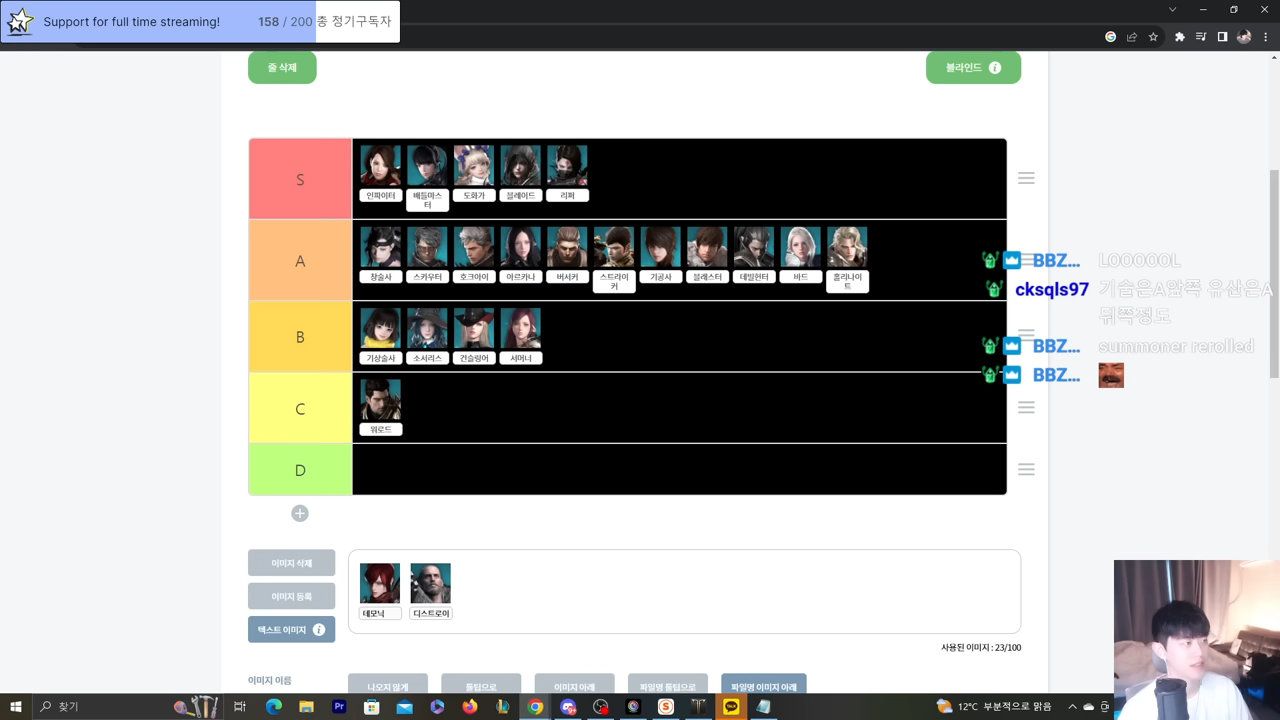 Support for full time streaming! 158 / 200 총 정기구독자
줄 삭제
블라인드
S
인파이터 배틀마스터 도화가 블레이드 리퍼
A
창술사 스카우터 호크아이 아르카나 버서커 스트라이커 기공사 블래스터 데빌헌터 바드 홀리나이트
B
기상술사 소서리스 건슬링어 서머너
C
워로드
D
BBZ... LOOOOOL
cksqls97 기술은A앞쪽 유산은A
뒤쪽정도
BBZ... summoner rerolled
BBZ...
이미지 삭제
이미지 등록
텍스트 이미지
데모닉 디스트로이
사용된 이미지 : 23/100
이미지 이름
나오지 않게 툴팁으로 이미지 아래 파일명 툴팁으로 파일명 이미지 아래
찾기
Pr
TALK
12°C 부분적으로 맑음